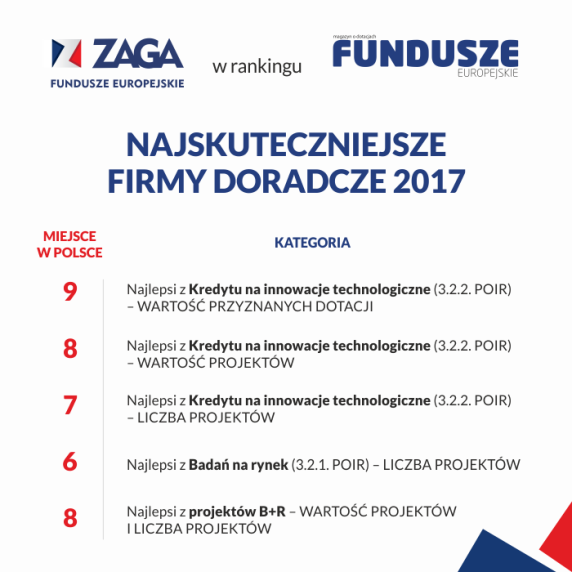 ZAGA
FUNDUSZE EUROPEJSKIE
w rankingu
magazyn o dotacjach
FUNDUSZE
EUROPEJSKIE
NAJSKUTECZNIEJSZE
FIRMY DORADCZE 2017
MIEJSCE
W POLSCE
KATEGORIA
9
Najlepsi z Kredytu na innowacje technologiczne (3.2.2. POIR)
– WARTOŚĆ PRZYZNANYCH DOTACJI
8
Najlepsi z Kredytu na innowacje technologiczne (3.2.2. POIR)
– WARTOŚĆ PROJEKTÓW
7
Najlepsi z Kredytu na innowacje technologiczne (3.2.2. POIR)
– LICZBA PROJEKTÓW
6
Najlepsi z Badań na rynek (3.2.1. POIR) – LICZBA PROJEKTÓW
8
Najlepsi z projektów B+R – WARTOŚĆ PROJEKTÓW
I LICZBA PROJEKTÓW